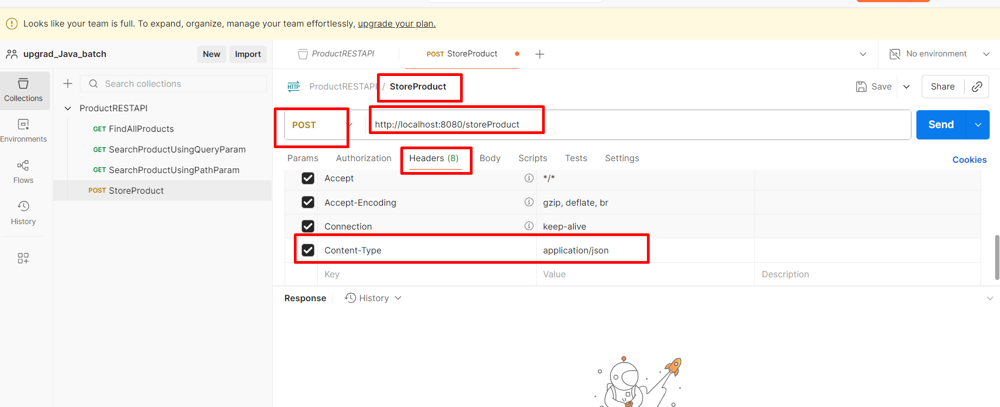 Looks like your team is full. To expand, organize, manage your team effortlessly, upgrade your plan.
upgrad_Java_batch New Import
ProductRESTAPI POST StoreProduct No environment
Collections
Environments
Flows
History
Search collections
ProductRESTAPI
GET FindAllProducts
GET SearchProductUsingQueryParam
GET SearchProductUsingPathParam
POST StoreProduct
HTTP ProductRESTAPI / StoreProduct Save Share
POST http://localhost:8080/storeProduct Send
Params Authorization Headers (8) Body Scripts Tests Settings Cookies
Accept */*
Accept-Encoding gzip, deflate, br
Connection keep-alive
Content-Type application/json
Key Value Description
Response History